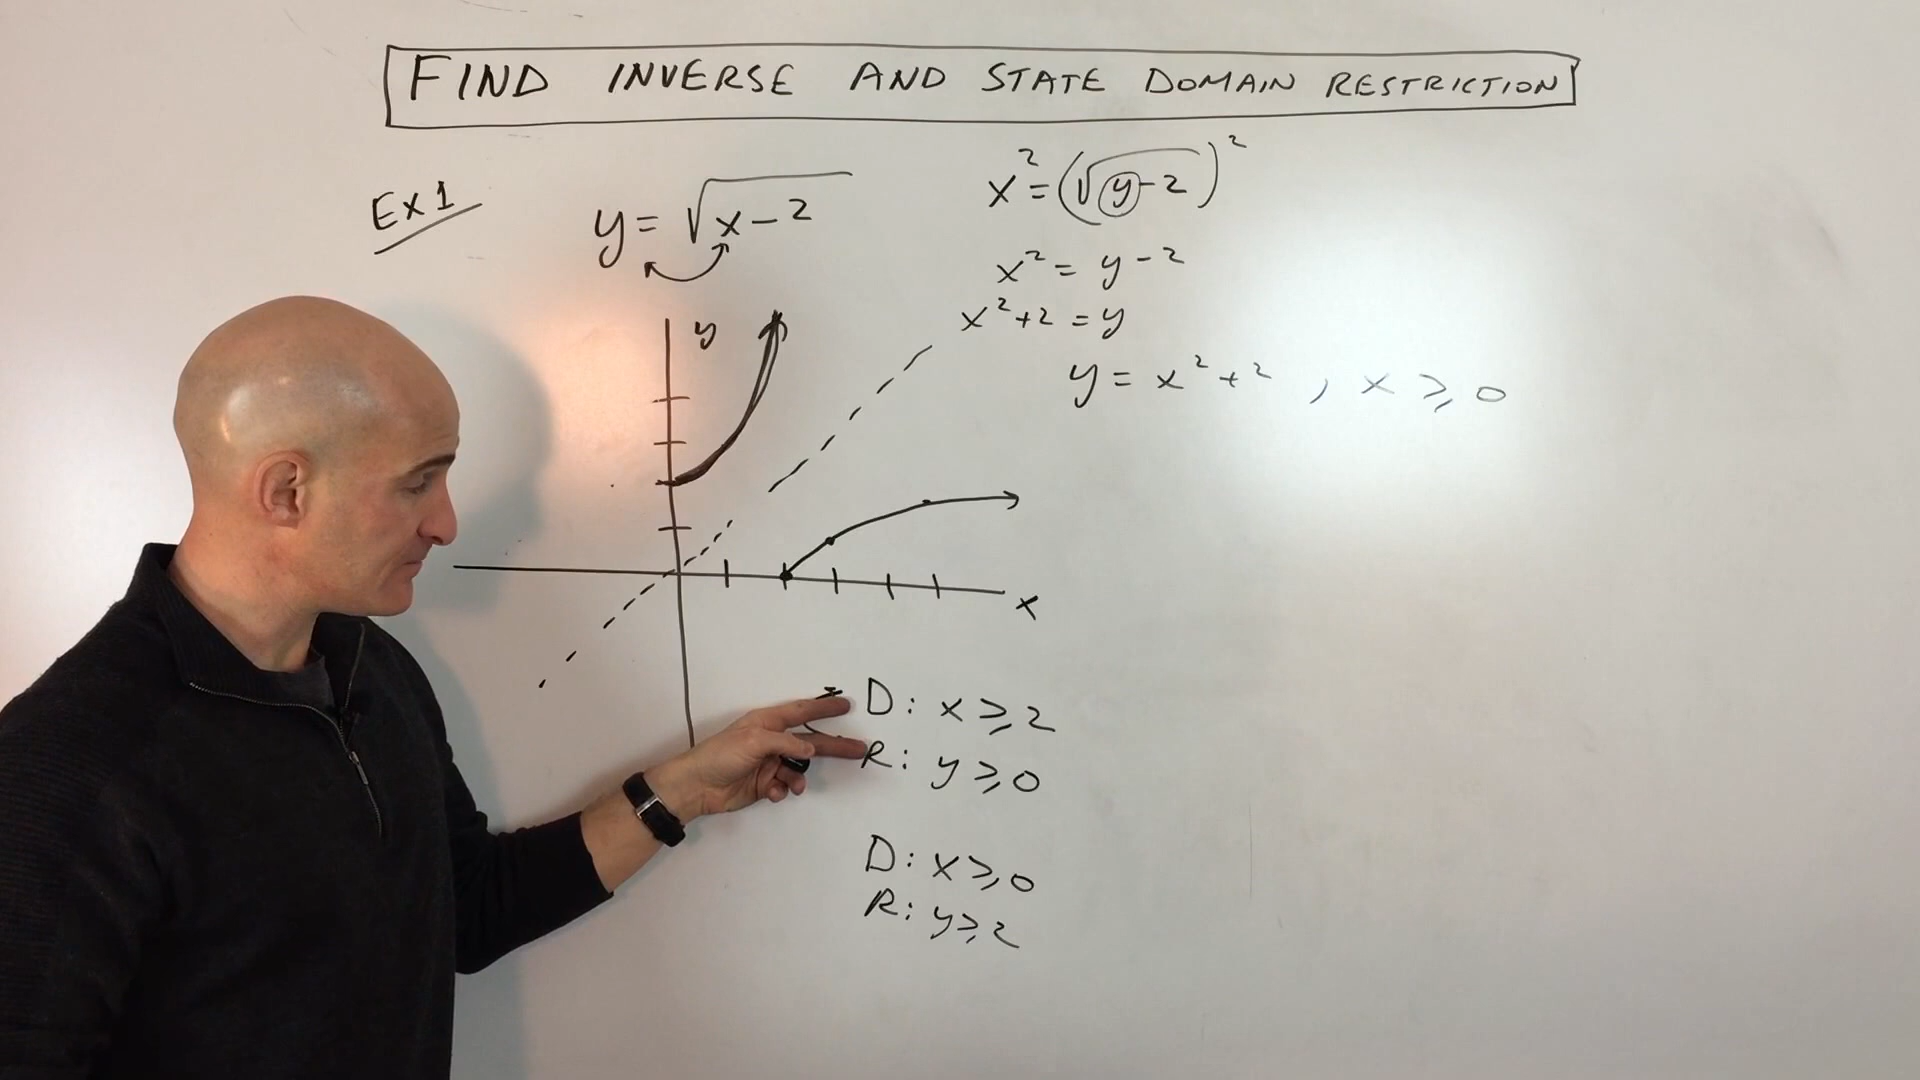 FIND INVERSE AND STATE DOMAIN RESTRICTION
Ex 1
y = √x-2
x² = (√y-2)²
x² = y-2
x²+2 = y
y = x²+2 , x ⩾ 0
y
x
D: x ⩾ 2
R: y ⩾ 0
D: x ⩾ 0
R: y ⩾ 2